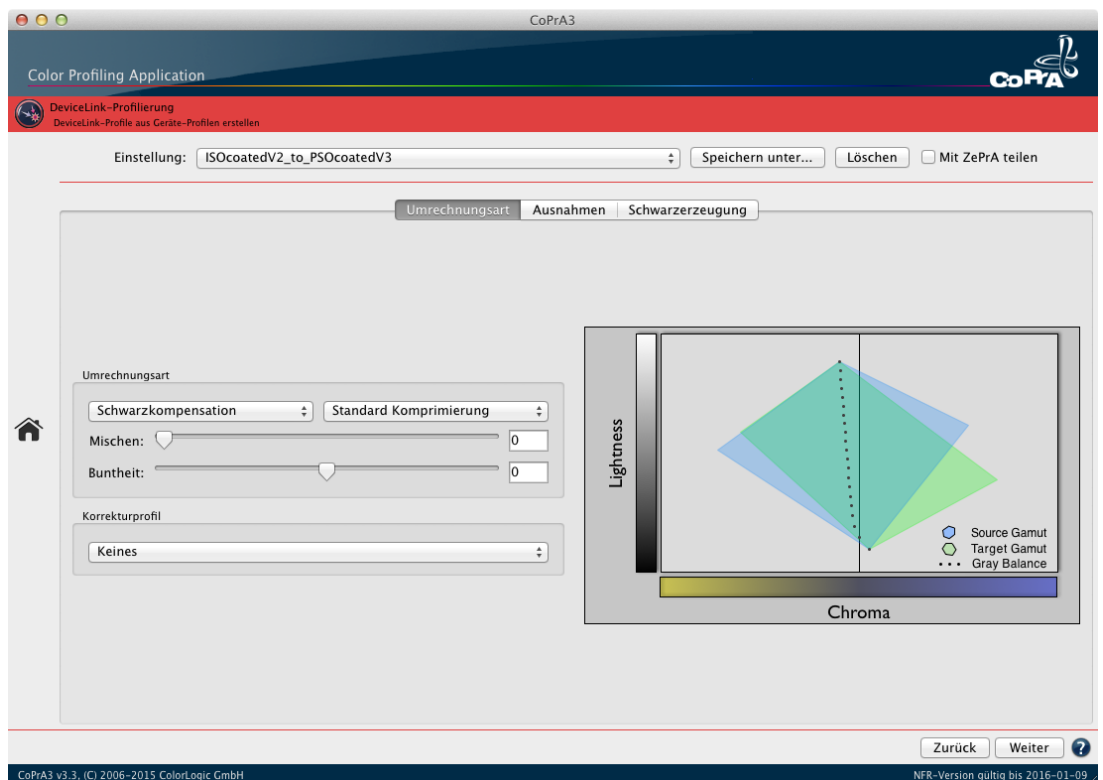 CoPrA3
Color Profiling Application
CoPrA
DeviceLink-Profilierung
DeviceLink-Profile aus Geräte-Profilen erstellen
Einstellung: ISOcoatedV2_to_PSOcoatedV3 Speichern unter... Löschen Mit ZePrA teilen
Umrechnungsart Ausnahmen Schwarzerzeugung
Umrechnungsart
Schwarzkompensation Standard Komprimierung
Mischen: 0
Buntheit: 0
Korrekturprofil
Keines
Lightness
Source Gamut
Target Gamut
Gray Balance
Chroma
Zurück Weiter ?
CoPrA3 v3.3, (C) 2006-2015 ColorLogic GmbH NFR-Version gültig bis 2016-01-09